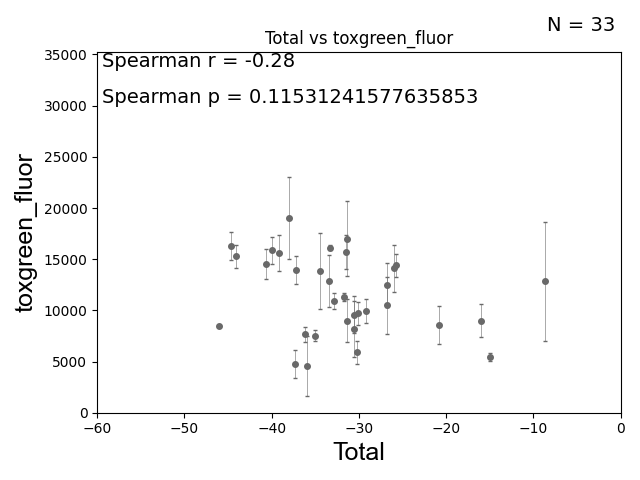 N = 33
Total vs toxgreen_fluor
Spearman r = -0.28
Spearman p = 0.11531241577635853
toxgreen_fluor
35000
30000
25000
20000
15000
10000
5000
0
−60 −50 −40 −30 −20 −10 0
Total